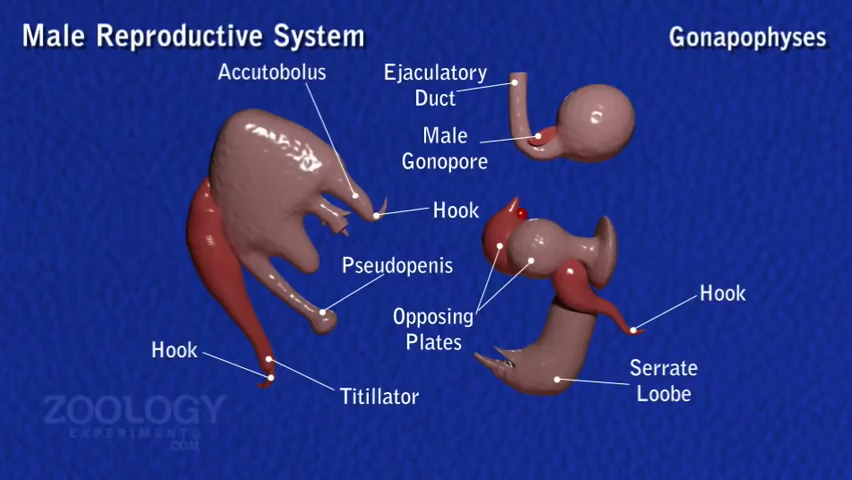 Male Reproductive System
Gonapophyses
Accutobolus
Ejaculatory
Duct
Male
Gonopore
Hook
Pseudopenis
Opposing
Plates
Hook
Hook
Titillator
Serrate
Loobe
ZOOLOGY
EXPERIMENTS
.COM